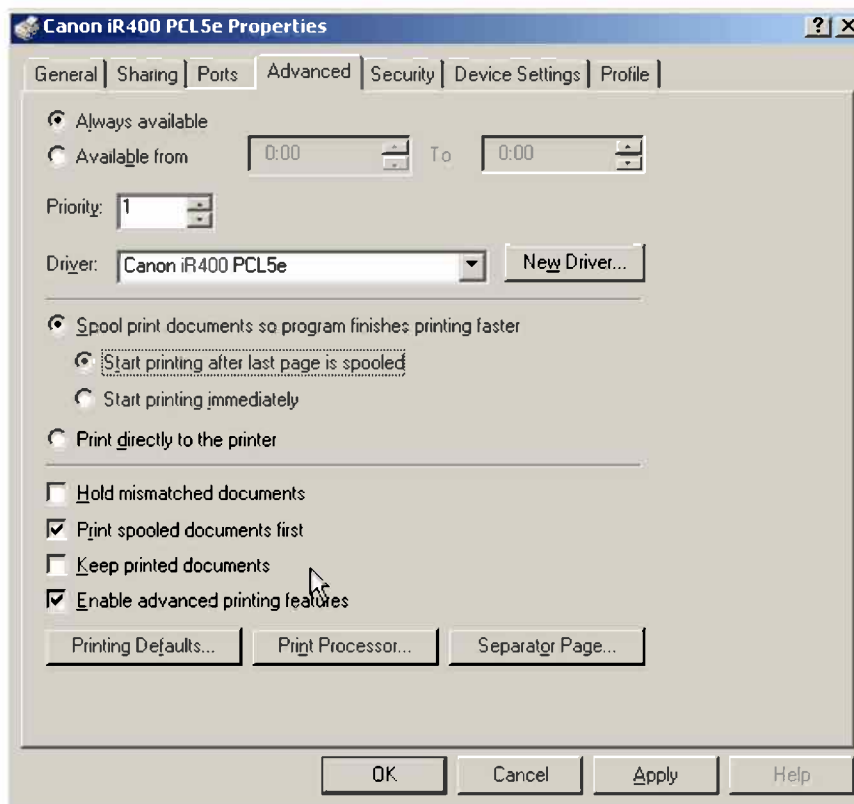 Canon iR400 PCL5e Properties ? X
General Sharing Ports Advanced Security Device Settings Profile
Always available
Available from 0:00 To 0:00
Priority: 1
Driver: Canon iR400 PCL5e New Driver...
Spool print documents so program finishes printing faster
Start printing after last page is spooled
Start printing immediately
Print directly to the printer
Hold mismatched documents
Print spooled documents first
Keep printed documents
Enable advanced printing features
Printing Defaults... Print Processor... Separator Page...
OK Cancel Apply Help